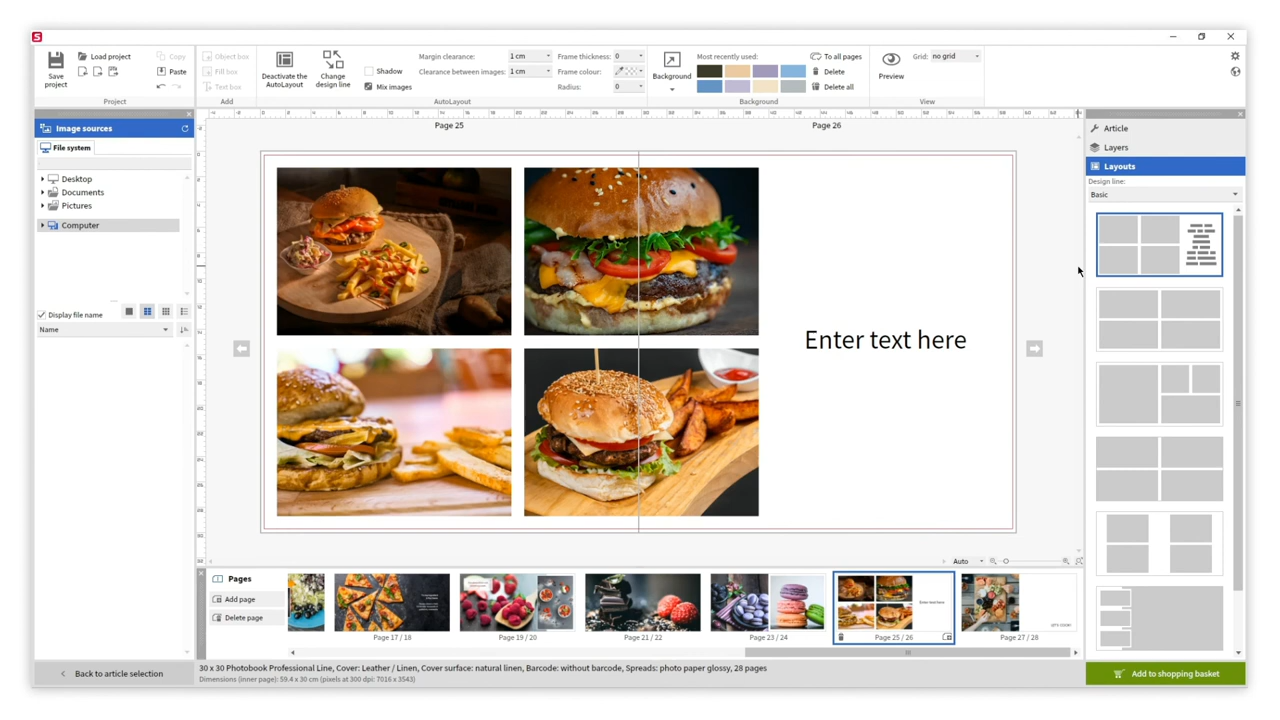 S
Save project
Load project
Copy
Paste
Project
Object box
Fill box
Text box
Add
Deactivate the AutoLayout
Change design line
Shadow
Mix images
Margin clearance: 1 cm
Clearance between images: 1 cm
Frame thickness: 0
Frame colour:
Radius: 0
AutoLayout
Background
Most recently used:
To all pages
Delete
Delete all
Background
Preview
Grid: no grid
View
Image sources
File system
Desktop
Documents
Pictures
Computer
Display file name
Name
Page 25
Page 26
Enter text here
Auto
Article
Layers
Layouts
Design line:
Basic
Pages
Add page
Delete page
Page 17 / 18
Page 19 / 20
Page 21 / 22
Page 23 / 24
Enter text here
Page 25 / 26
Page 27 / 28
Back to article selection
30 x 30 Photobook Professional Line, Cover: Leather / Linen, Cover surface: natural linen, Barcode: without barcode, Spreads: photo paper glossy, 28 pages
Dimensions (inner page): 59.4 x 30 cm (pixels at 300 dpi: 7016 x 3543)
Add to shopping basket